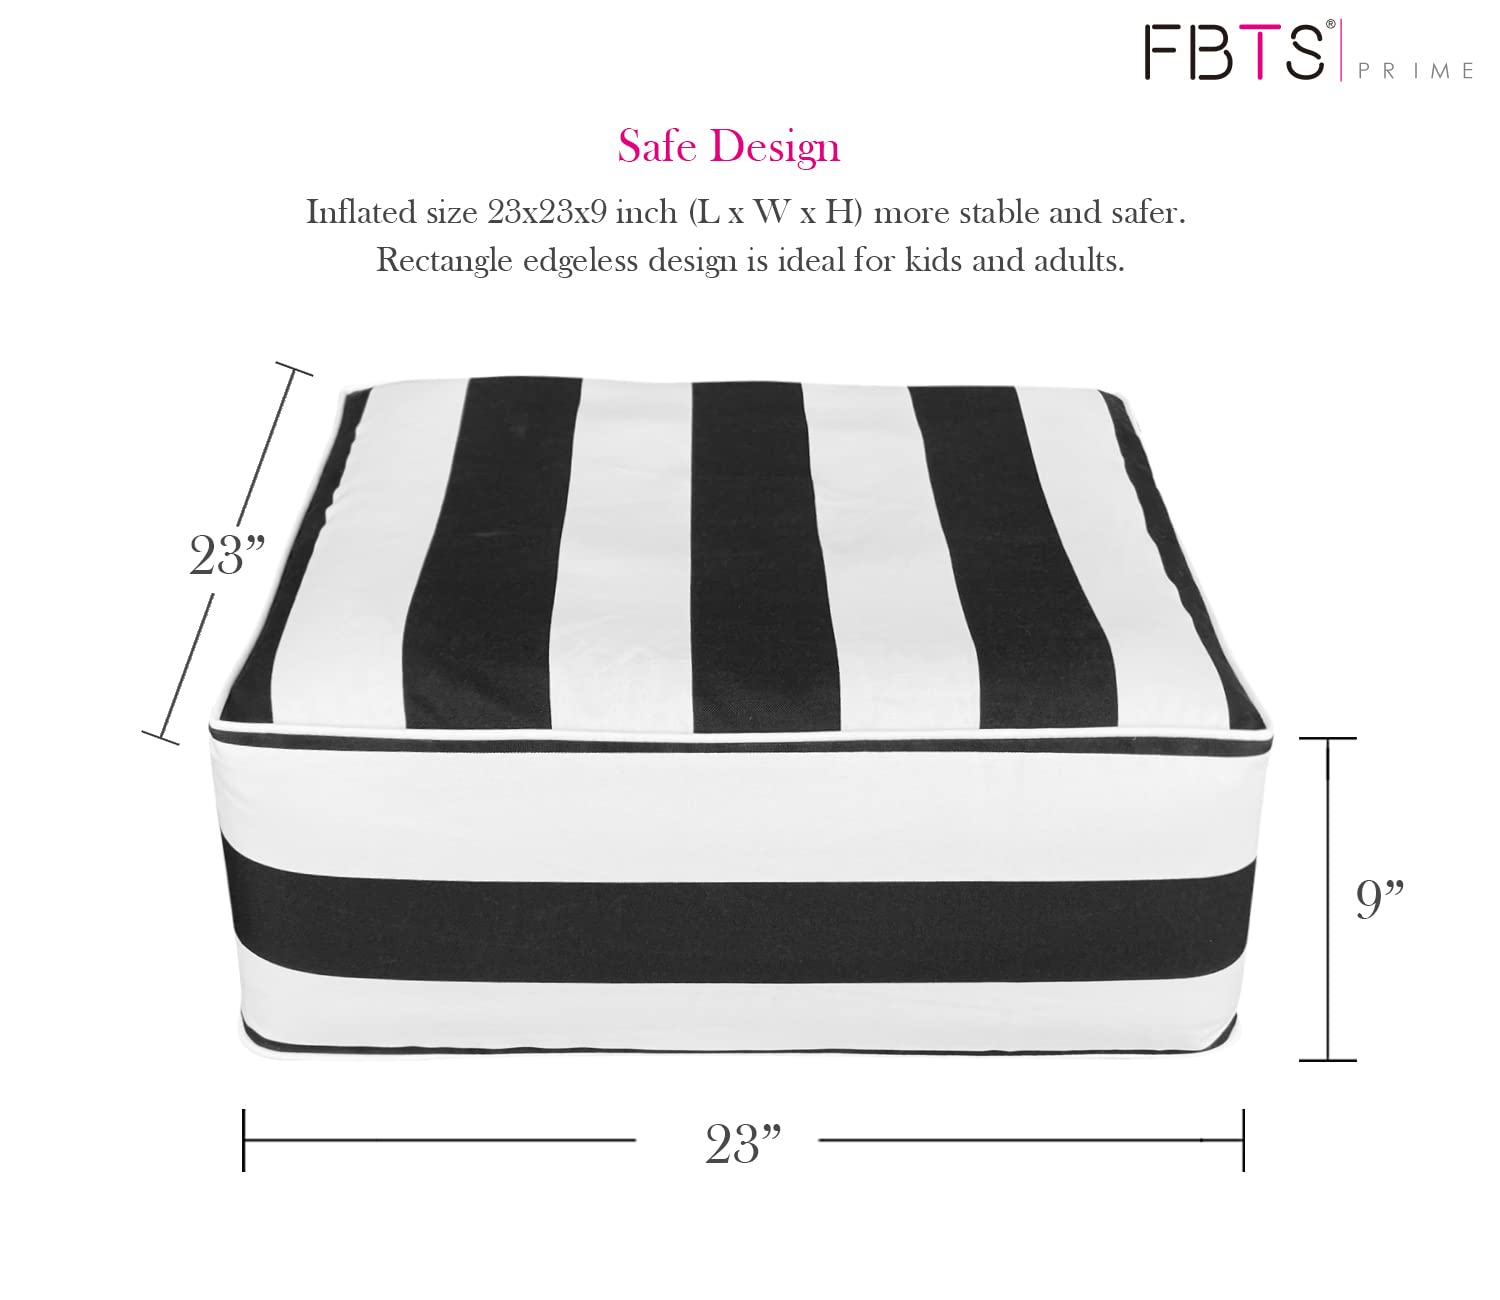 FBTS® PRIME
Safe Design
Inflated size 23x23x9 inch (L x W x H) more stable and safer.
Rectangle edgeless design is ideal for kids and adults.
23”
9”
23”